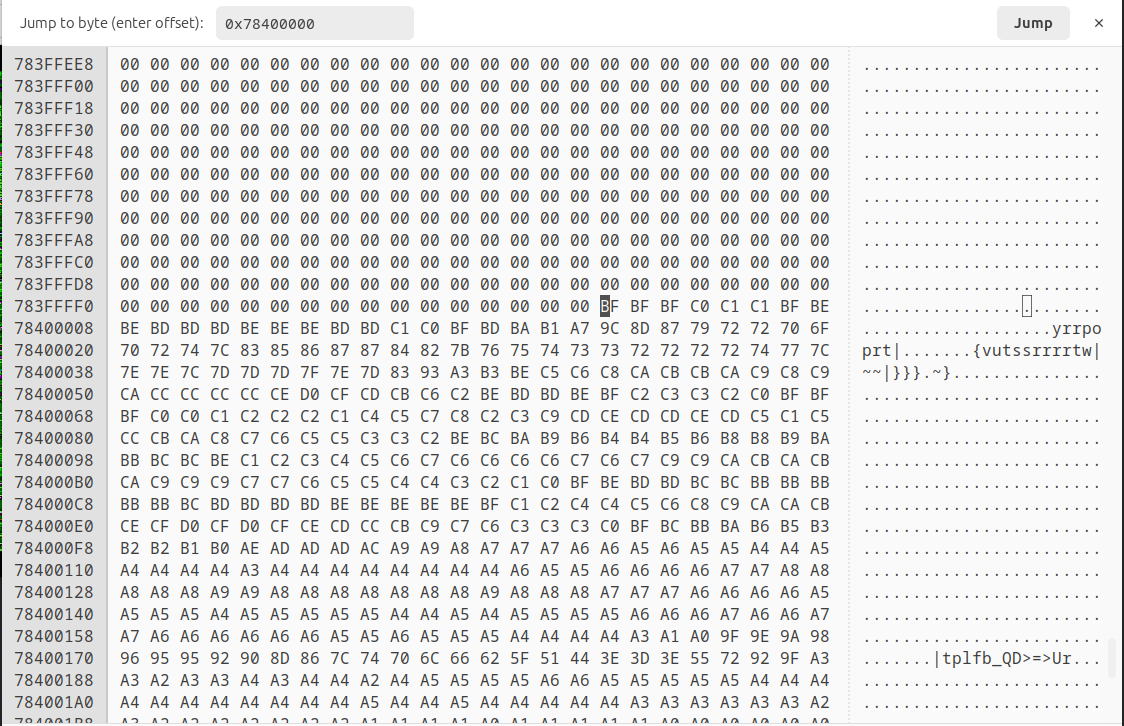 Jump to byte (enter offset): 0x78400000 Jump ×
783FFEE8 00 00 00 00 00 00 00 00 00 00 00 00 00 00 00 00 00 00 00 00 00 00 00 00 ........................
783FFF00 00 00 00 00 00 00 00 00 00 00 00 00 00 00 00 00 00 00 00 00 00 00 00 00 ........................
783FFF18 00 00 00 00 00 00 00 00 00 00 00 00 00 00 00 00 00 00 00 00 00 00 00 00 ........................
783FFF30 00 00 00 00 00 00 00 00 00 00 00 00 00 00 00 00 00 00 00 00 00 00 00 00 ........................
783FFF48 00 00 00 00 00 00 00 00 00 00 00 00 00 00 00 00 00 00 00 00 00 00 00 00 ........................
783FFF60 00 00 00 00 00 00 00 00 00 00 00 00 00 00 00 00 00 00 00 00 00 00 00 00 ........................
783FFF78 00 00 00 00 00 00 00 00 00 00 00 00 00 00 00 00 00 00 00 00 00 00 00 00 ........................
783FFF90 00 00 00 00 00 00 00 00 00 00 00 00 00 00 00 00 00 00 00 00 00 00 00 00 ........................
783FFFA8 00 00 00 00 00 00 00 00 00 00 00 00 00 00 00 00 00 00 00 00 00 00 00 00 ........................
783FFFC0 00 00 00 00 00 00 00 00 00 00 00 00 00 00 00 00 00 00 00 00 00 00 00 00 ........................
783FFFD8 00 00 00 00 00 00 00 00 00 00 00 00 00 00 00 00 00 00 00 00 00 00 00 00 ........................
783FFFF0 00 00 00 00 00 00 00 00 00 00 00 00 00 00 00 00 BF BF BF C0 C1 C1 BF BE ........................
78400008 BE BD BD BD BE BE BE BD BD C1 C0 BF BD BA B1 A7 9C 8D 87 79 72 72 70 6F ...................yrrpo
78400020 70 72 74 7C 83 85 86 87 87 84 82 7B 76 75 74 73 73 72 72 72 72 74 77 7C prt|.......{vutssrrrrtw|
78400038 7E 7E 7C 7D 7D 7D 7F 7E 7D 83 93 A3 B3 BE C5 C6 C8 CA CB CB CA C9 C8 C9 ~~|}}}.~}...............
78400050 CA CC CC CC CC CE D0 CF CD CB C6 C2 BE BD BD BE BF C2 C3 C3 C2 C0 BF BF ........................
78400068 BF C0 C0 C1 C2 C2 C2 C1 C4 C5 C7 C8 C2 C3 C9 CD CE CD CD CE CD C5 C1 C5 ........................
78400080 CC CB CA C8 C7 C6 C5 C5 C3 C3 C2 BE BC BA B9 B6 B4 B4 B5 B6 B8 B8 B9 BA ........................
78400098 BB BC BC BE C1 C2 C3 C4 C5 C6 C7 C6 C6 C6 C6 C7 C6 C7 C9 C9 CA CB CA CB ........................
784000B0 CA C9 C9 C9 C7 C7 C6 C5 C5 C4 C4 C3 C2 C1 C0 BF BE BD BD BC BC BB BB BB ........................
784000C8 BB BB BC BD BD BD BD BE BE BE BE BE BF C1 C2 C4 C4 C5 C6 C8 C9 CA CA CB ........................
784000E0 CE CF D0 CF D0 CF CE CD CC CB C9 C7 C6 C3 C3 C3 C0 BF BC BB BA B6 B5 B3 ........................
784000F8 B2 B2 B1 B0 AE AD AD AD AC A9 A9 A8 A7 A7 A7 A6 A6 A5 A6 A5 A5 A4 A4 A5 ........................
78400110 A4 A4 A4 A4 A3 A4 A4 A4 A4 A4 A4 A4 A4 A6 A5 A5 A6 A6 A6 A6 A7 A7 A8 A8 ........................
78400128 A8 A8 A8 A9 A9 A8 A8 A8 A8 A8 A8 A8 A9 A8 A8 A8 A7 A7 A7 A6 A6 A6 A6 A5 ........................
78400140 A5 A5 A5 A4 A5 A5 A5 A5 A5 A4 A4 A5 A4 A5 A5 A5 A5 A6 A6 A6 A7 A6 A6 A7 ........................
78400158 A7 A6 A6 A6 A6 A6 A6 A5 A5 A6 A5 A5 A5 A4 A4 A4 A4 A3 A1 A0 9F 9E 9A 98 ........................
78400170 96 95 95 92 90 8D 86 7C 74 70 6C 66 62 5F 51 44 3E 3D 3E 55 72 92 9F A3 .......|tplfb_QD>=>Ur...
78400188 A3 A2 A3 A3 A4 A4 A3 A4 A2 A4 A5 A5 A5 A5 A6 A6 A5 A5 A5 A5 A5 A4 A4 A4 ........................
784001A0 A4 A4 A4 A4 A4 A4 A4 A5 A4 A4 A5 A4 A4 A4 A4 A4 A4 A3 A3 A3 A3 A3 A3 A2 ........................